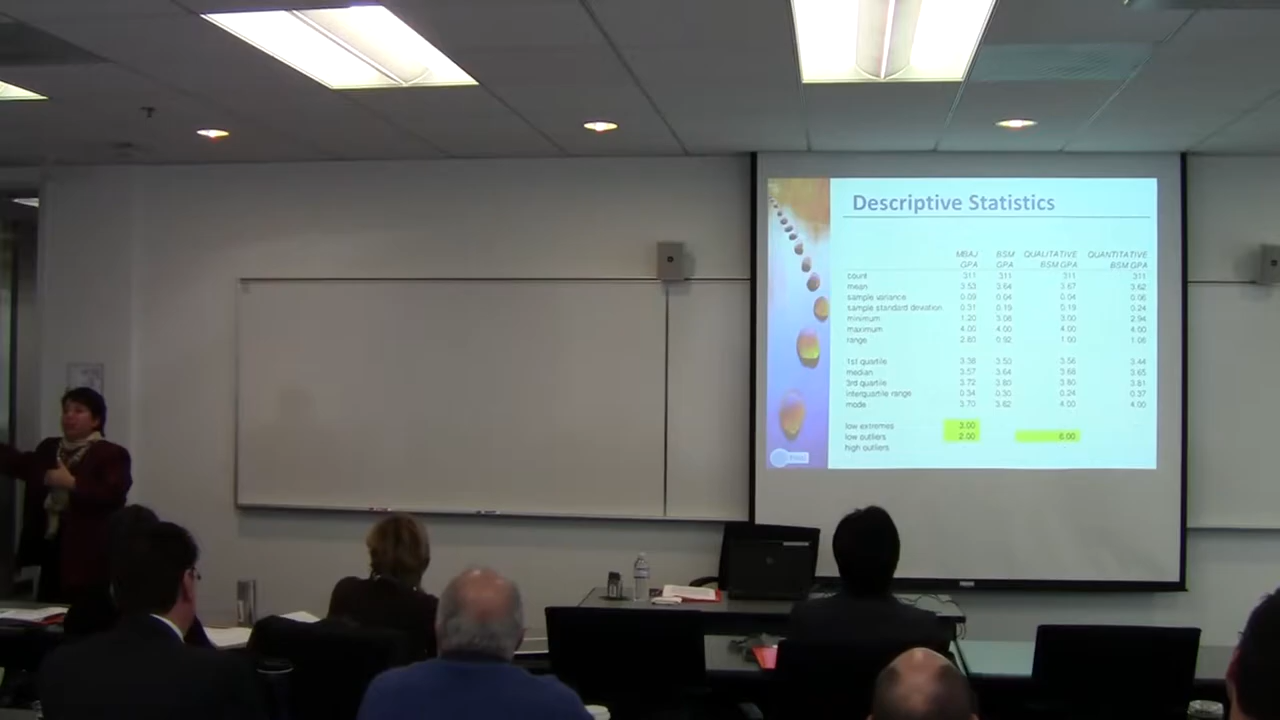 Descriptive Statistics
MBAJ BSM QUALITATIVE QUANTITATIVE
GPA GPA BSM GPA BSM GPA
count 311 311 311 311
mean 3.53 3.64 3.67 3.62
sample variance 0.09 0.04 0.04 0.06
sample standard deviation 0.31 0.19 0.19 0.24
minimum 1.20 3.08 3.00 2.94
maximum 4.00 4.00 4.00 4.00
range 2.80 0.92 1.00 1.06
1st quartile 3.38 3.50 3.56 3.44
median 3.57 3.64 3.68 3.65
3rd quartile 3.72 3.80 3.80 3.81
interquartile range 0.34 0.30 0.24 0.37
mode 3.70 3.62 4.00 4.00
low extremes 3.00
low outliers 2.00 6.00
high outliers